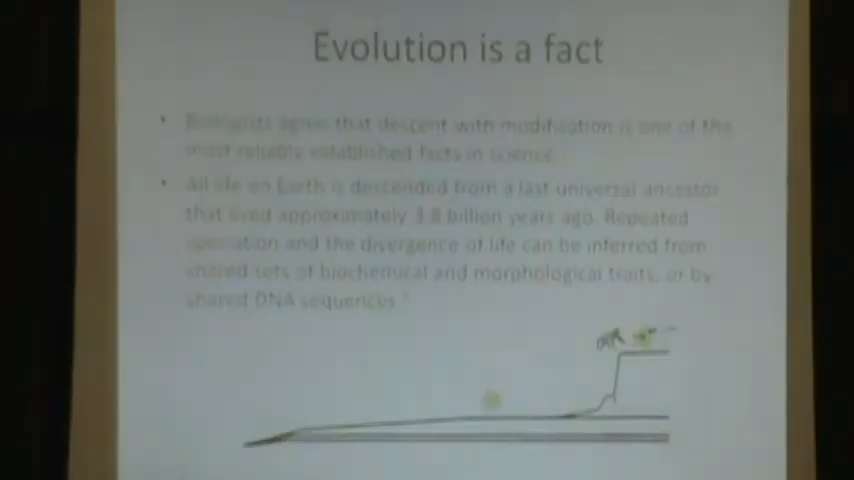 Evolution is a fact
• Biologists agree that descent with modification is one of the
most reliably established facts in science
• All life on Earth is descended from a last universal ancestor
that lived approximately 3.8 billion years ago. Repeated
speciation and the divergence of life can be inferred from
shared sets of biochemical and morphological traits, or by
shared DNA sequences.